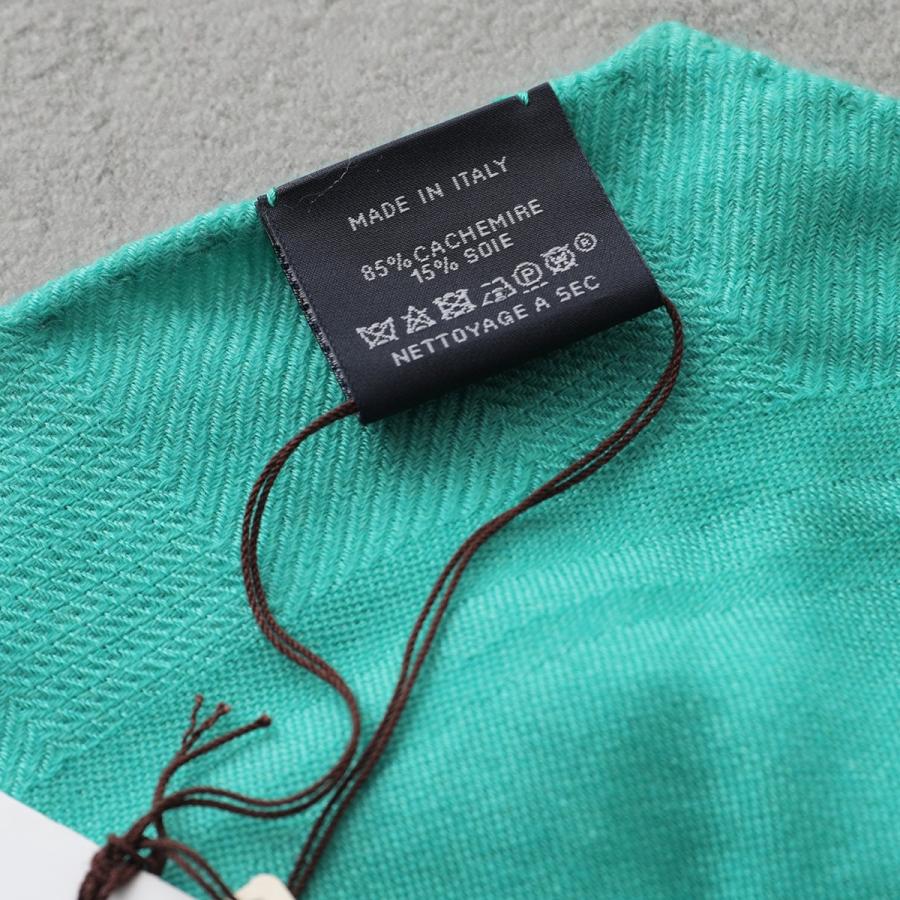 MADE IN ITALY
85% CACHEMIRE
15% SOIE
P ®
NETTOYAGE A SEC